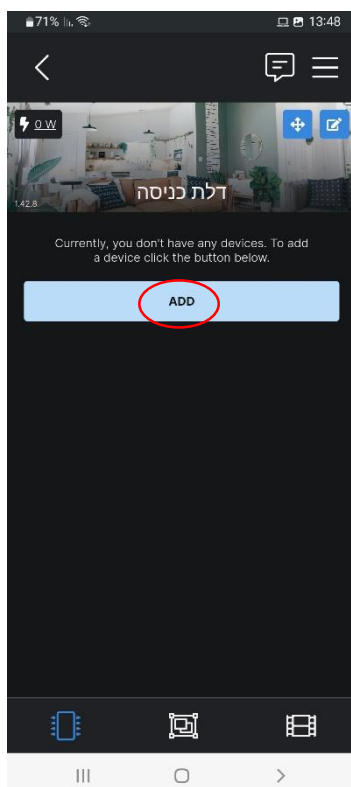 71%
13:48
0 W
דלת כניסה
1.42.8
Currently, you don't have any devices. To add
a device click the button below.
ADD